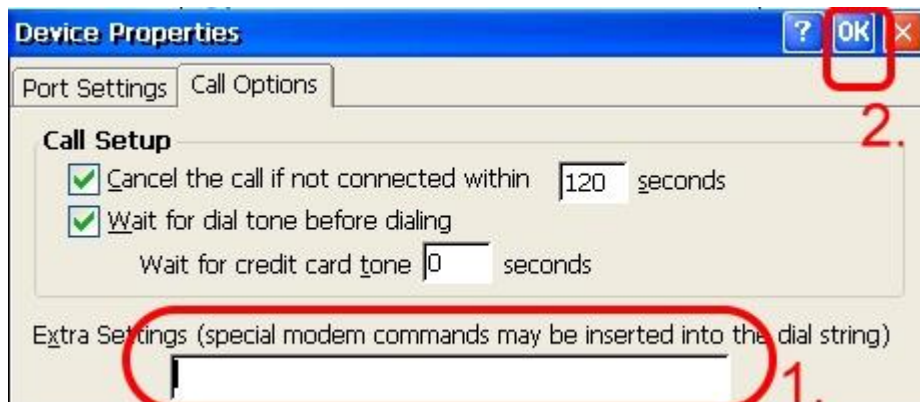 Device Properties ? OK ×
2.
Port Settings Call Options
Call Setup
Cancel the call if not connected within 120 seconds
Wait for dial tone before dialing
Wait for credit card tone 0 seconds
Extra Settings (special modem commands may be inserted into the dial string)
1.